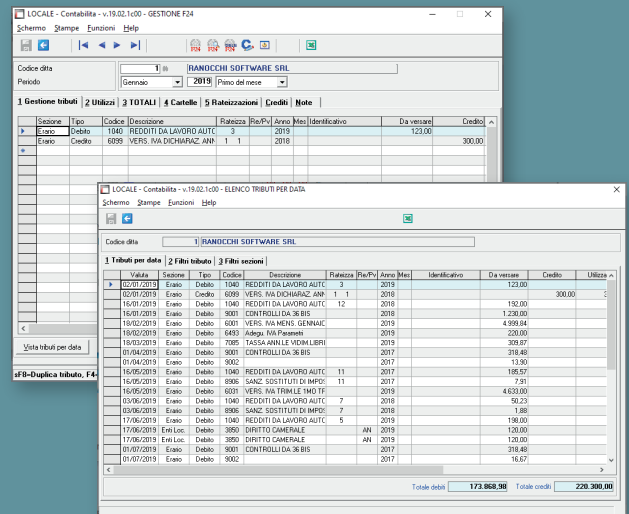 LOCALE - Contabilita - v.19.02.1c00 - GESTIONE F24
Schermo Stampe Funzioni Help
Codice ditta 1 RANOCCHI SOFTWARE SRL
Periodo Gennaio 2019 Primo del mese
1 Gestione tributi 2 Utilizzi 3 TOTALI 4 Cartelle 5 Rateizzazioni Crediti Note
Sezione Tipo Codice Descrizione Rateizza Re/Pv Anno Mes Identificativo Da versare Credito
Erario Debito 1040 REDDITI DA LAVORO AUTC 3 2019 123,00
Erario Credito 6099 VERS. IVA DICHIARAZ. ANN 1 1 2018 300,00
Vista tributi per data
sF8=Duplica tributo, F4-
LOCALE - Contabilita - v.19.02.1c00 - ELENCO TRIBUTI PER DATA
Schermo Stampe Funzioni Help
Codice ditta 1 RANOCCHI SOFTWARE SRL
1 Tributi per data 2 Filtri tributo 3 Filtri sezioni
Valuta Sezione Tipo Codice Descrizione Rateizza Re/Pv Anno Mes Identificativo Da versare Credito Utilizza
02/01/2019 Erario Debito 1040 REDDITI DA LAVORO AUTC 3 2019 123,00
02/01/2019 Erario Credito 6099 VERS. IVA DICHIARAZ. ANN 1 1 2018 300,00 3
16/01/2019 Erario Debito 1040 REDDITI DA LAVORO AUTC 12 2018 192,00
16/01/2019 Erario Debito 9001 CONTROLLI DA 36 BIS 2018 1.230,00
18/02/2019 Erario Debito 6001 VERS. IVA MENS. GENNAIC 2019 4.999,84
18/02/2019 Erario Debito 6493 Adegu. IVA Parametri 2019 220,00
18/03/2019 Erario Debito 7085 TASSA ANN.LE VIDIM.LIBRI 2019 309,87
01/04/2019 Erario Debito 9001 CONTROLLI DA 36 BIS 2017 318,48
01/04/2019 Erario Debito 9002 2017 13,90
16/05/2019 Erario Debito 1040 REDDITI DA LAVORO AUTC 11 2017 185,57
16/05/2019 Erario Debito 8906 SANZ. SOSTITUTI DI IMPOS 11 2017 7,91
16/05/2019 Erario Debito 6031 VERS. IVA TRIM.LE 1MO TF 2019 4.633,00
03/06/2019 Erario Debito 1040 REDDITI DA LAVORO AUTC 7 2018 50,23
03/06/2019 Erario Debito 8906 SANZ. SOSTITUTI DI IMPOS 7 2018 1,88
17/06/2019 Erario Debito 1040 REDDITI DA LAVORO AUTC 5 2019 198,00
17/06/2019 Enti Loc. Debito 3850 DIRITTO CAMERALE AN 2019 120,00
17/06/2019 Enti Loc. Debito 3850 DIRITTO CAMERALE AN 2019 120,00
01/07/2019 Erario Debito 9001 CONTROLLI DA 36 BIS 2017 318,48
01/07/2019 Erario Debito 9002 2017 16,67
Totale debiti 173.868,98 Totale crediti 220.300,00